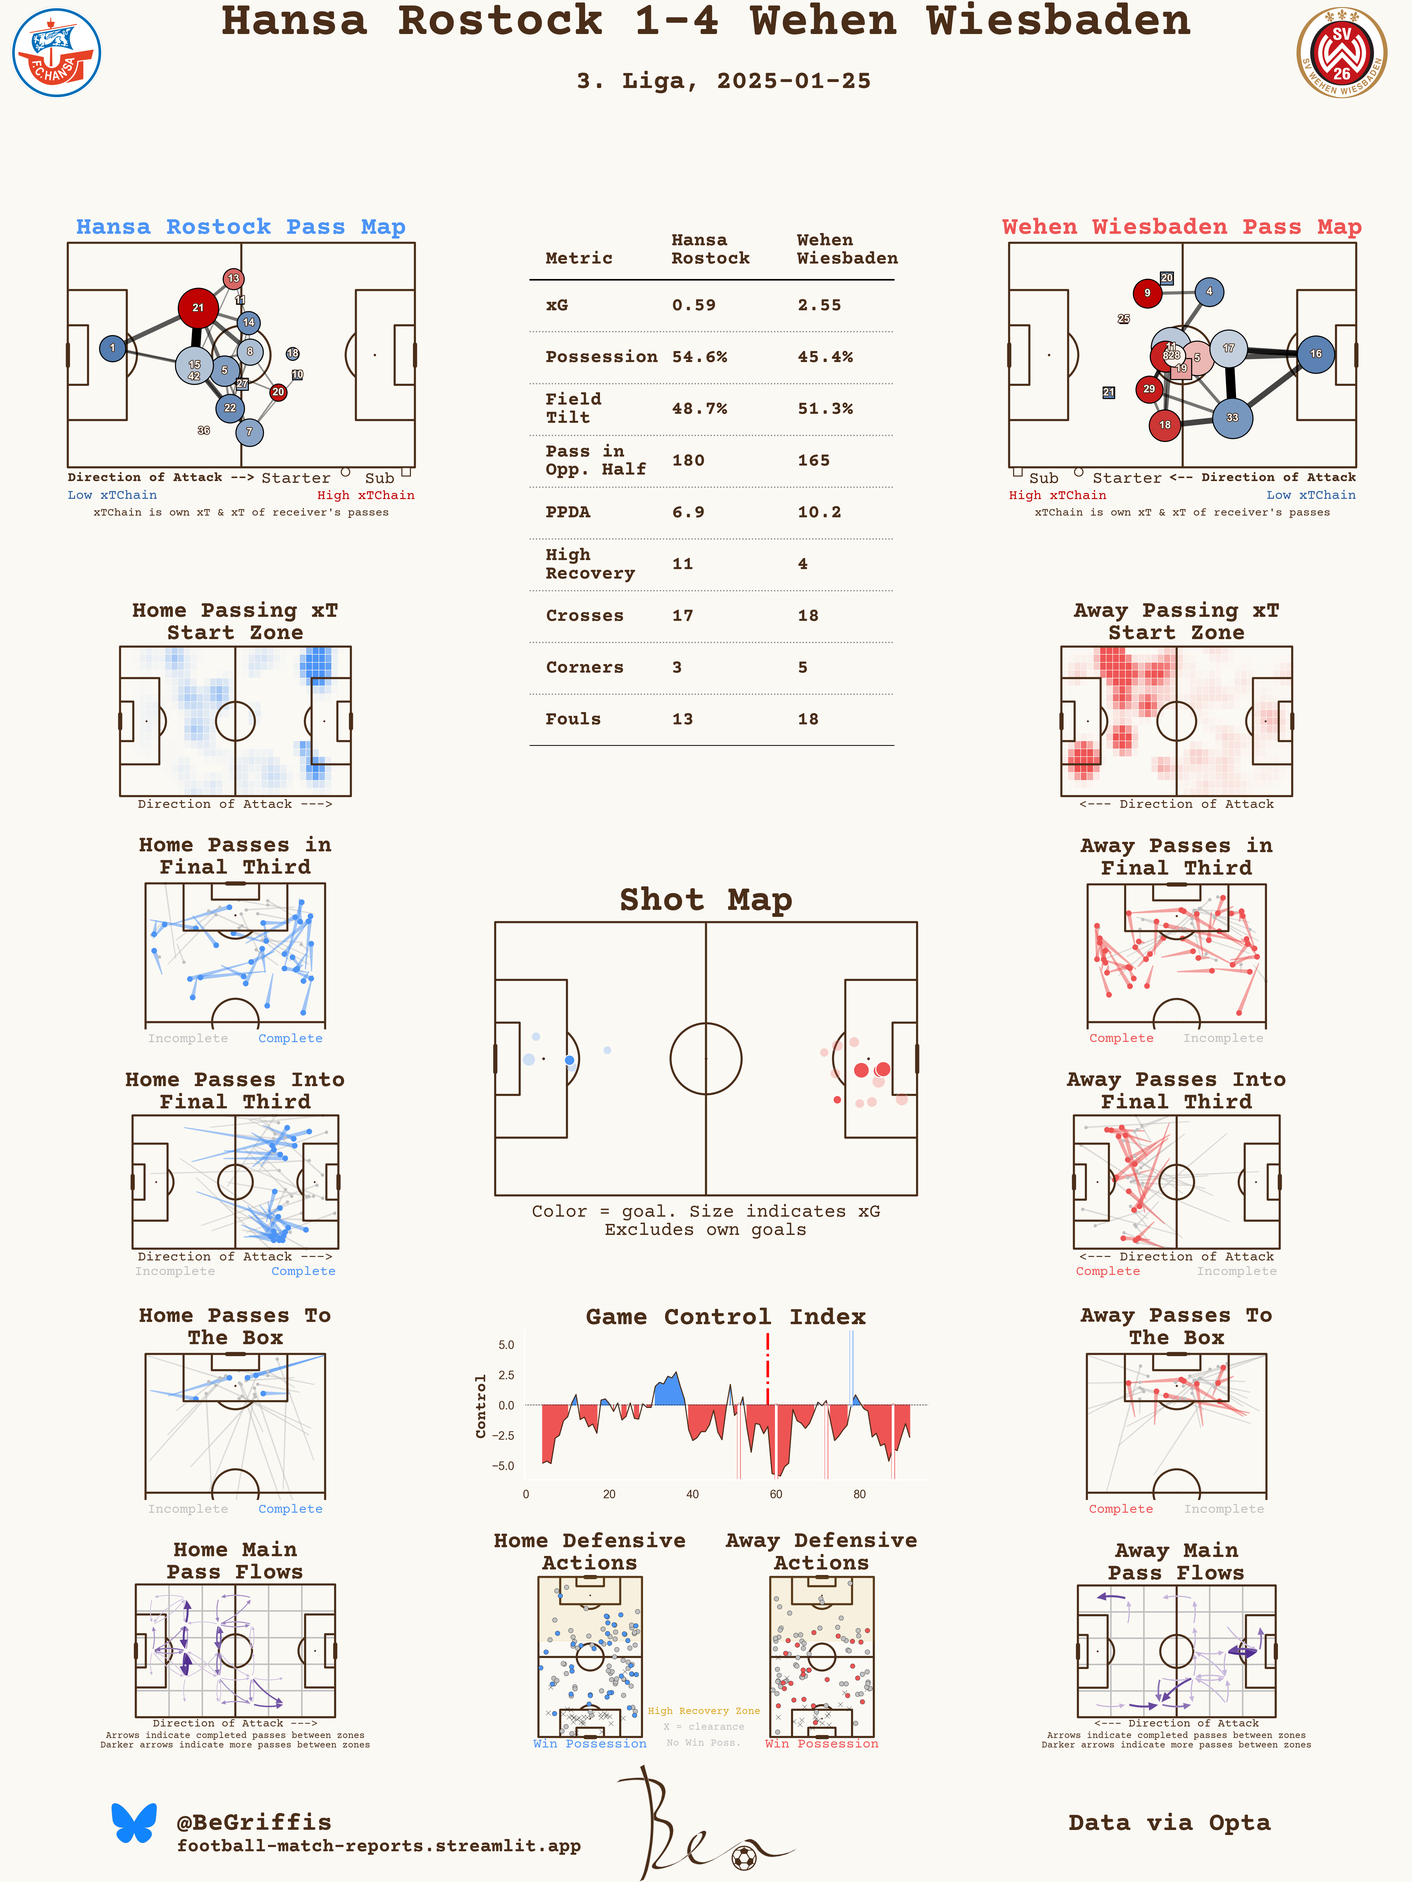 Hansa Rostock 1-4 Wehen Wiesbaden
3. Liga, 2025-01-25
F.C. HANSA
SV
26
SV WEHEN WIESBADEN
Hansa Rostock Pass Map
13
11
21
14
1
8
18
15
42
5
10
27
20
22
36
7
Direction of Attack --> Starter Sub
Low xTChain High xTChain
xTChain is own xT & xT of receiver's passes
Metric Hansa Rostock Wehen Wiesbaden
xG 0.59 2.55
Possession 54.6% 45.4%
Field Tilt 48.7% 51.3%
Pass in Opp. Half 180 165
PPDA 6.9 10.2
High Recovery 11 4
Crosses 17 18
Corners 3 5
Fouls 13 18
Wehen Wiesbaden Pass Map
20
9
4
25
11
17
16
8
28
5
19
29
21
33
18
Sub Starter <-- Direction of Attack
High xTChain Low xTChain
xTChain is own xT & xT of receiver's passes
Home Passing xT
Start Zone
Direction of Attack --->
Away Passing xT
Start Zone
<--- Direction of Attack
Home Passes in
Final Third
Incomplete Complete
Away Passes in
Final Third
Complete Incomplete
Shot Map
Color = goal. Size indicates xG
Excludes own goals
Home Passes Into
Final Third
Direction of Attack --->
Incomplete Complete
Away Passes Into
Final Third
<--- Direction of Attack
Complete Incomplete
Home Passes To
The Box
Incomplete Complete
Game Control Index
Control
5.0
2.5
0.0
−2.5
−5.0
0 20 40 60 80
Away Passes To
The Box
Complete Incomplete
Home Main
Pass Flows
Direction of Attack --->
Arrows indicate completed passes between zones
Darker arrows indicate more passes between zones
Home Defensive
Actions
Win Possession
Away Defensive
Actions
Win Possession
High Recovery Zone
X = clearance
No Win Poss.
Away Main
Pass Flows
<--- Direction of Attack
Arrows indicate completed passes between zones
Darker arrows indicate more passes between zones
@BeGriffis
football-match-reports.streamlit.app
Ben
Data via Opta